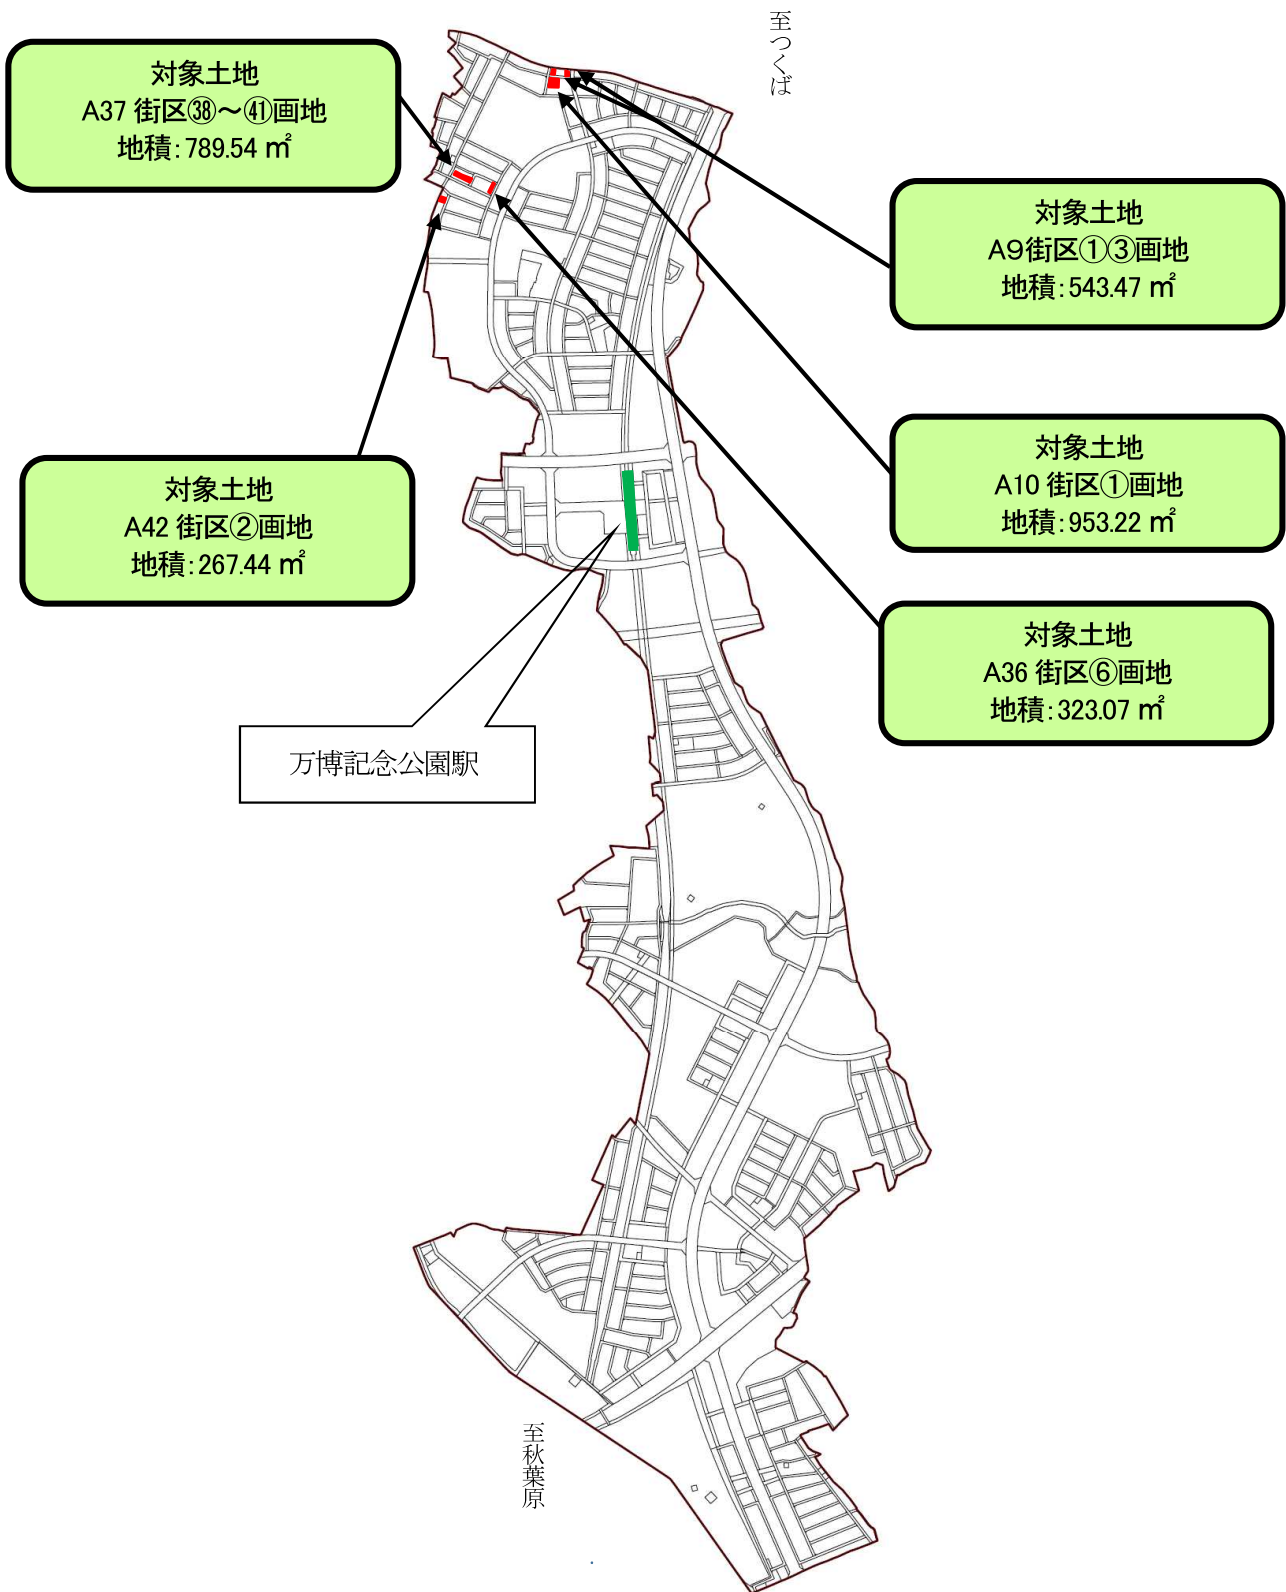 至つくば
対象土地
A37 街区㊳～㊶画地
地積：789.54 ㎡
対象土地
A9街区①③画地
地積：543.47 ㎡
対象土地
A10 街区①画地
地積：953.22 ㎡
対象土地
A42 街区②画地
地積：267.44 ㎡
対象土地
A36 街区⑥画地
地積：323.07 ㎡
万博記念公園駅
至秋葉原